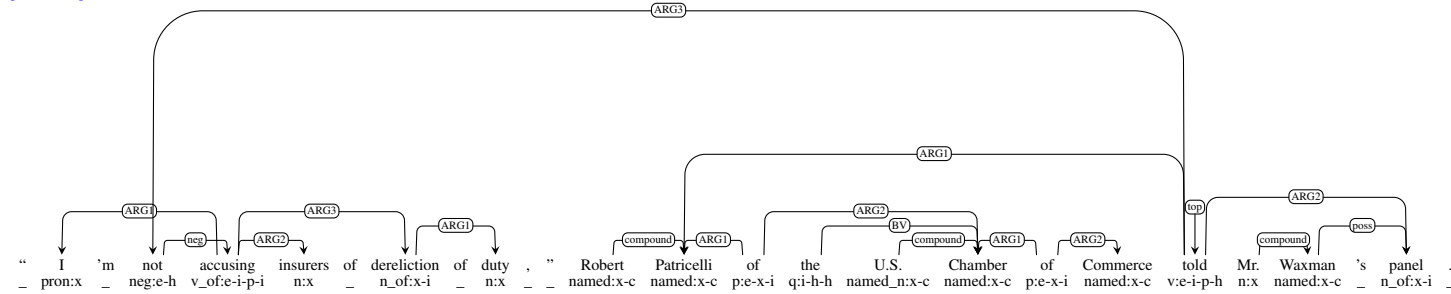 ARG3
ARG1
ARG1 ARG3 ARG2 ARG2
ARG1 BV top
neg ARG2 compound ARG1 compound ARG1 ARG2 compound poss
“ I ’m not accusing insurers of dereliction of duty , ” Robert Patricelli of the U.S. Chamber of Commerce told Mr. Waxman ’s panel .
_ pron:x _ neg:e-h v_of:e-i-p-i n:x _ n_of:x-i _ n:x _ _ named:x-c named:x-c p:e-x-i q:i-h-h named_n:x-c named:x-c p:e-x-i named:x-c v:e-i-p-h n:x named:x-c _ n_of:x-i _